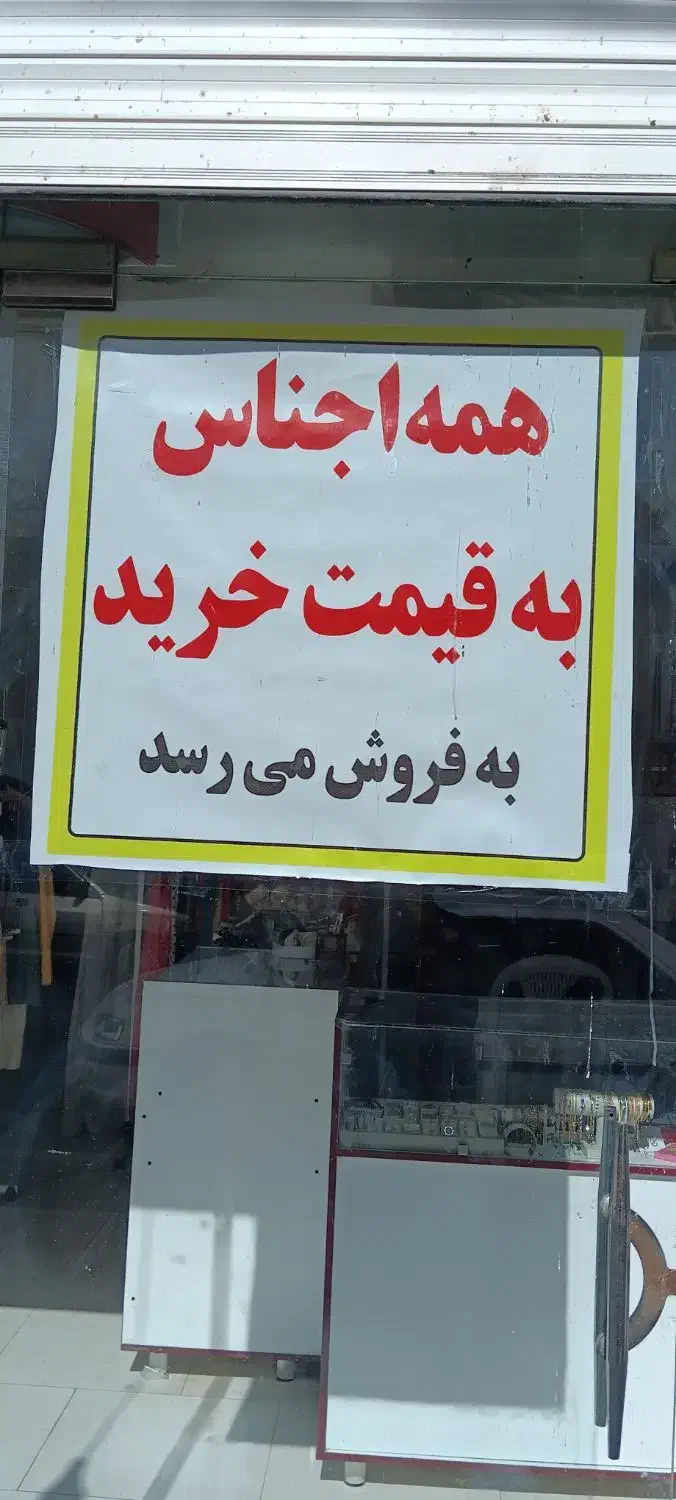 همه اجناس
به قیمت خرید
به فروش می رسد